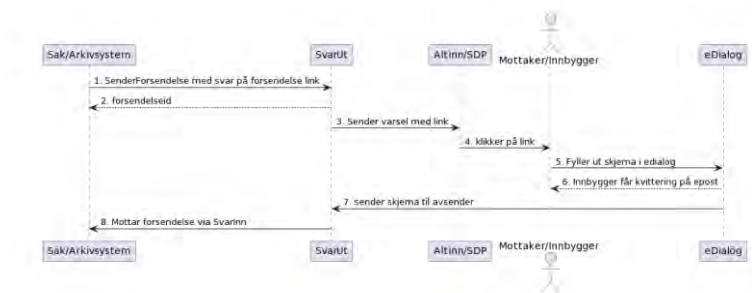 Sak/Arkivsystem
SvarUt
Altinn/SDP
Mottaker/Innbygger
eDialog
1. SenderForsendelse med svar på forsendelse link
2. forsendelseid
3. Sender varsel med link
4. klikker på link
5. Fyller ut skjema i edialog
6. Innbygger får kvittering på epost
7. sender skjema til avsender
8. Mottar forsendelse via SvarInn
Sak/Arkivsystem
SvarUt
Altinn/SDP
Mottaker/Innbygger
eDialog